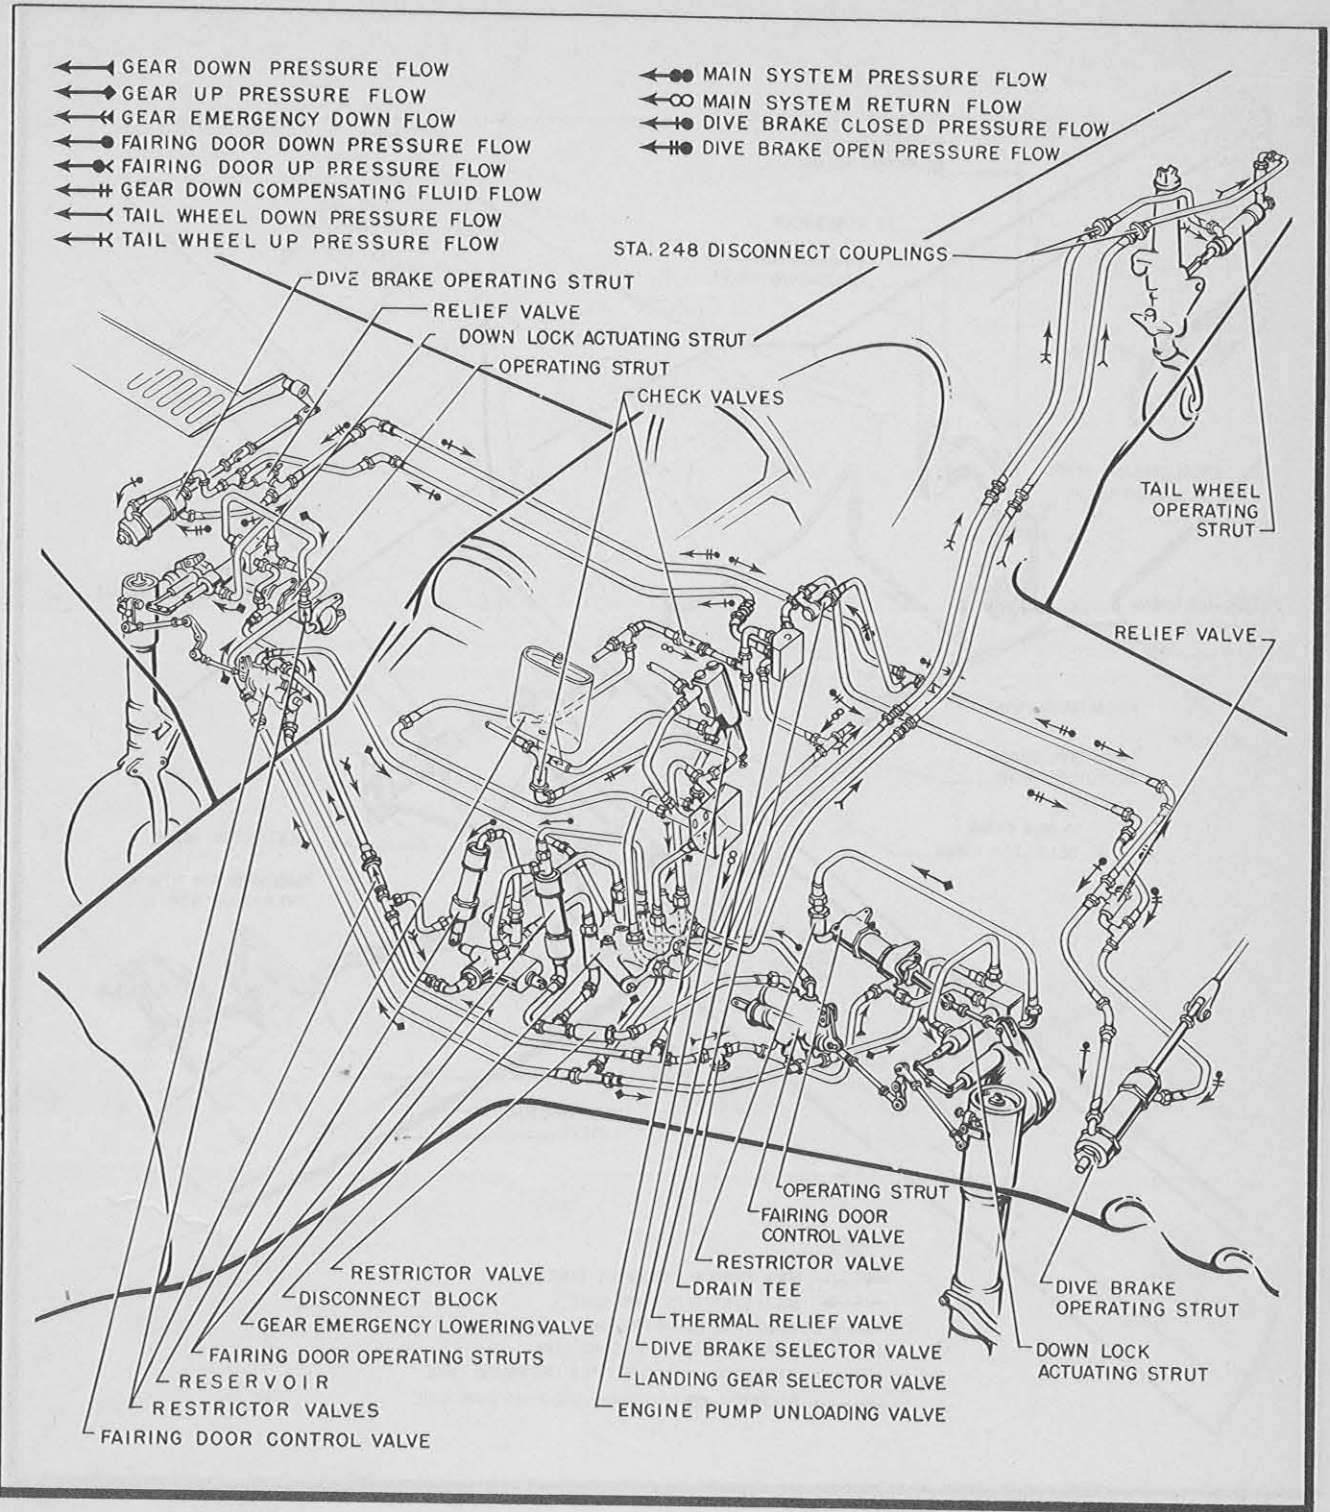 GEAR DOWN PRESSURE FLOW
GEAR UP PRESSURE FLOW
GEAR EMERGENCY DOWN FLOW
FAIRING DOOR DOWN PRESSURE FLOW
FAIRING DOOR UP PRESSURE FLOW
GEAR DOWN COMPENSATING FLUID FLOW
TAIL WHEEL DOWN PRESSURE FLOW
TAIL WHEEL UP PRESSURE FLOW
MAIN SYSTEM PRESSURE FLOW
MAIN SYSTEM RETURN FLOW
DIVE BRAKE CLOSED PRESSURE FLOW
DIVE BRAKE OPEN PRESSURE FLOW
STA. 248 DISCONNECT COUPLINGS
DIVE BRAKE OPERATING STRUT
RELIEF VALVE
DOWN LOCK ACTUATING STRUT
OPERATING STRUT
CHECK VALVES
TAIL WHEEL
OPERATING
STRUT
RELIEF VALVE
OPERATING STRUT
FAIRING DOOR
CONTROL VALVE
RESTRICTOR VALVE
DRAIN TEE
THERMAL RELIEF VALVE
DIVE BRAKE SELECTOR VALVE
LANDING GEAR SELECTOR VALVE
ENGINE PUMP UNLOADING VALVE
DIVE BRAKE
OPERATING STRUT
DOWN LOCK
ACTUATING STRUT
RESTRICTOR VALVE
DISCONNECT BLOCK
GEAR EMERGENCY LOWERING VALVE
FAIRING DOOR OPERATING STRUTS
RESERVOIR
RESTRICTOR VALVES
FAIRING DOOR CONTROL VALVE